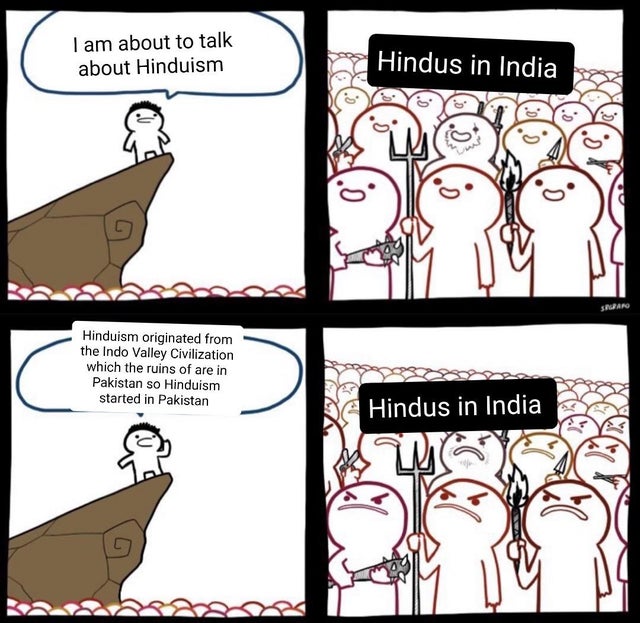 I am about to talk
about Hinduism
Hindus in India
SRGRAFO
Hinduism originated from
the Indo Valley Civilization
which the ruins of are in
Pakistan so Hinduism
started in Pakistan
Hindus in India